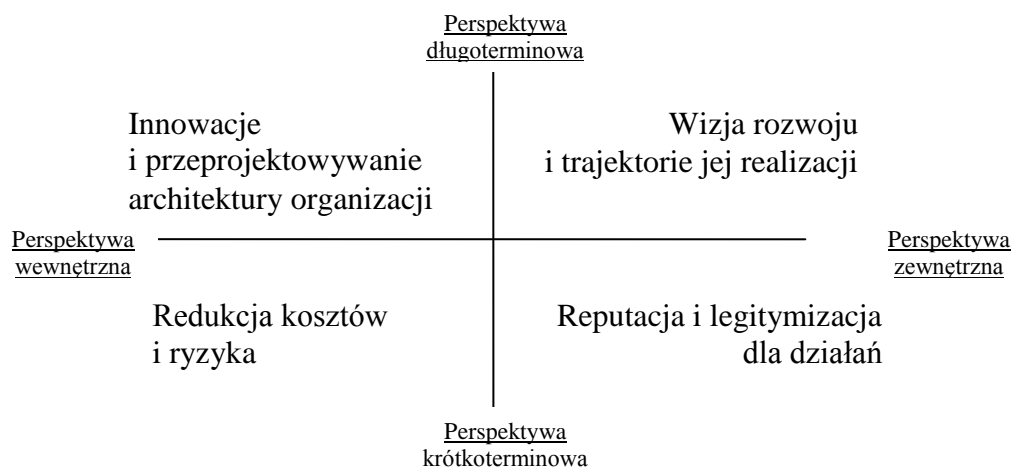 Perspektywa
długoterminowa
Innowacje
i przeprojektowywanie
architektury organizacji
Wizja rozwoju
i trajektorie jej realizacji
Perspektywa
wewnętrzna
Perspektywa
zewnętrzna
Redukcja kosztów
i ryzyka
Reputacja i legitymizacja
dla działań
Perspektywa
krótkoterminowa